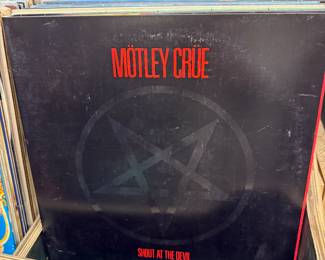 MÖTLEY CRÜE
SHOUT AT THE DEVIL